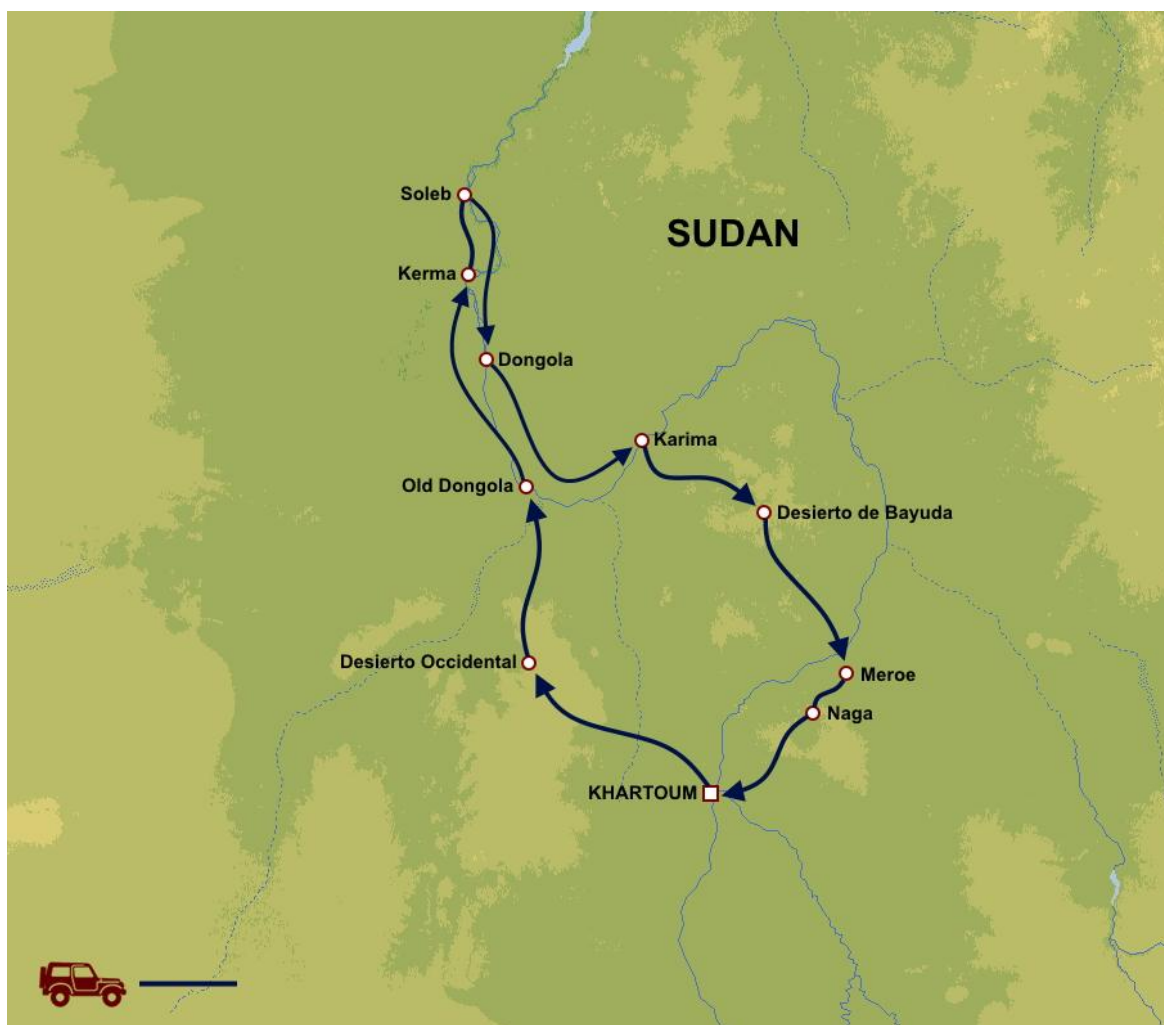 Soleb
SUDAN
Kerma
Dongola
Karima
Old Dongola
Desierto de Bayuda
Desierto Occidental
Meroe
Naga
KHARTOUM